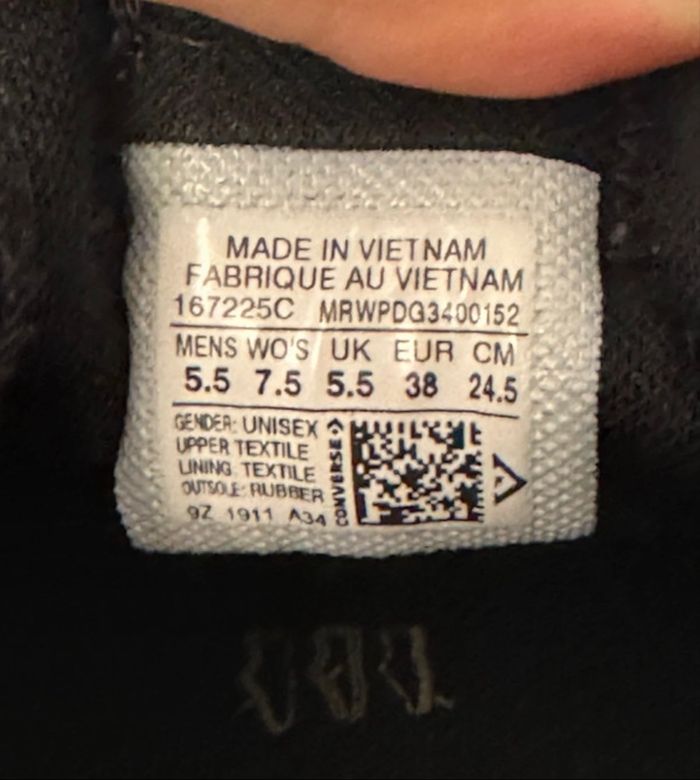 MADE IN VIETNAM
FABRIQUE AU VIETNAM
167225C MRWPDG3400152
MENS WO'S UK EUR CM
5.5 7.5 5.5 38 24.5
GENDER: UNISEX
UPPER TEXTILE
LINING: TEXTILE
OUTSOLE: RUBBER
9Z 1911 A34
CONVERSE